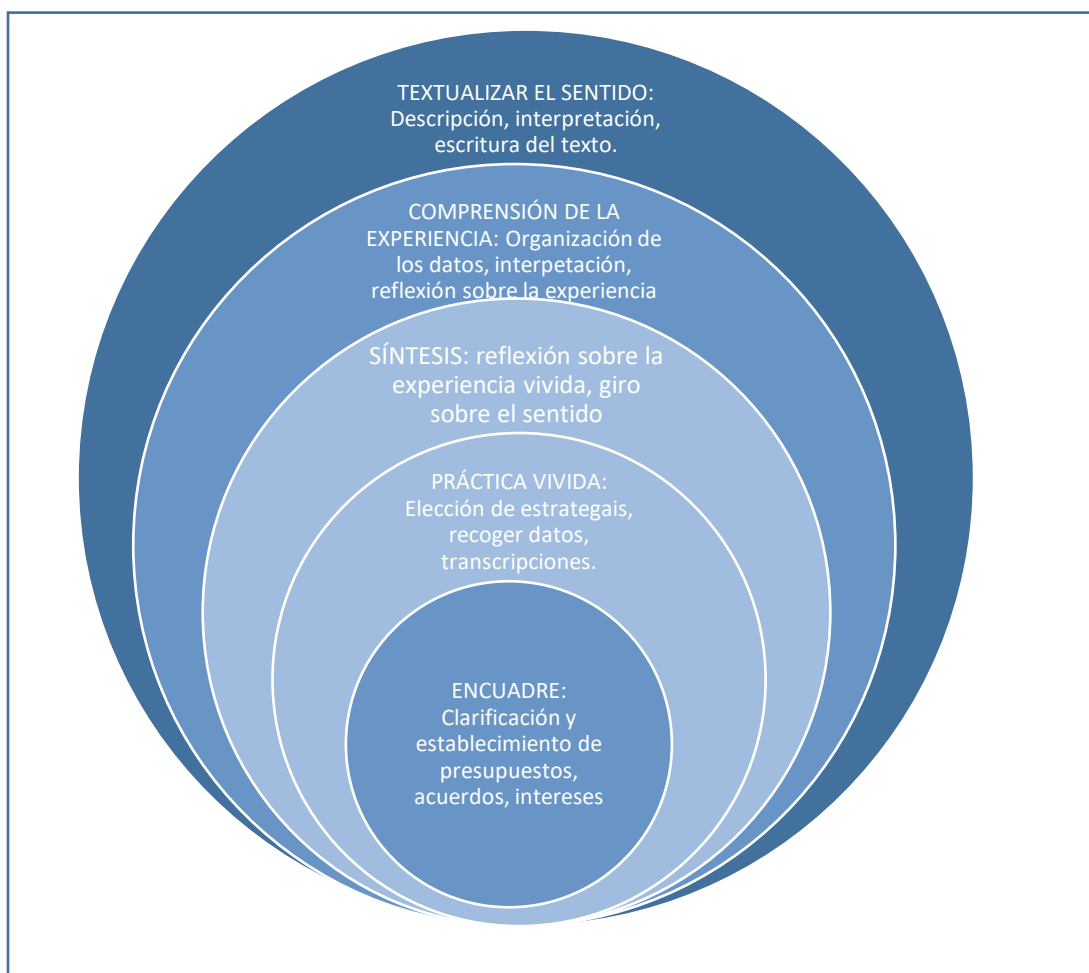 TEXTUALIZAR EL SENTIDO:
Descripción, interpretación,
escritura del texto.
COMPRENSIÓN DE LA
EXPERIENCIA: Organización de
los datos, interpetación,
reflexión sobre la experiencia
SÍNTESIS: reflexión sobre la
experiencia vivida, giro
sobre el sentido
PRÁCTICA VIVIDA:
Elección de estrategais,
recoger datos,
transcripciones.
ENCUADRE:
Clarificación y
establecimiento de
presupuestos,
acuerdos, intereses